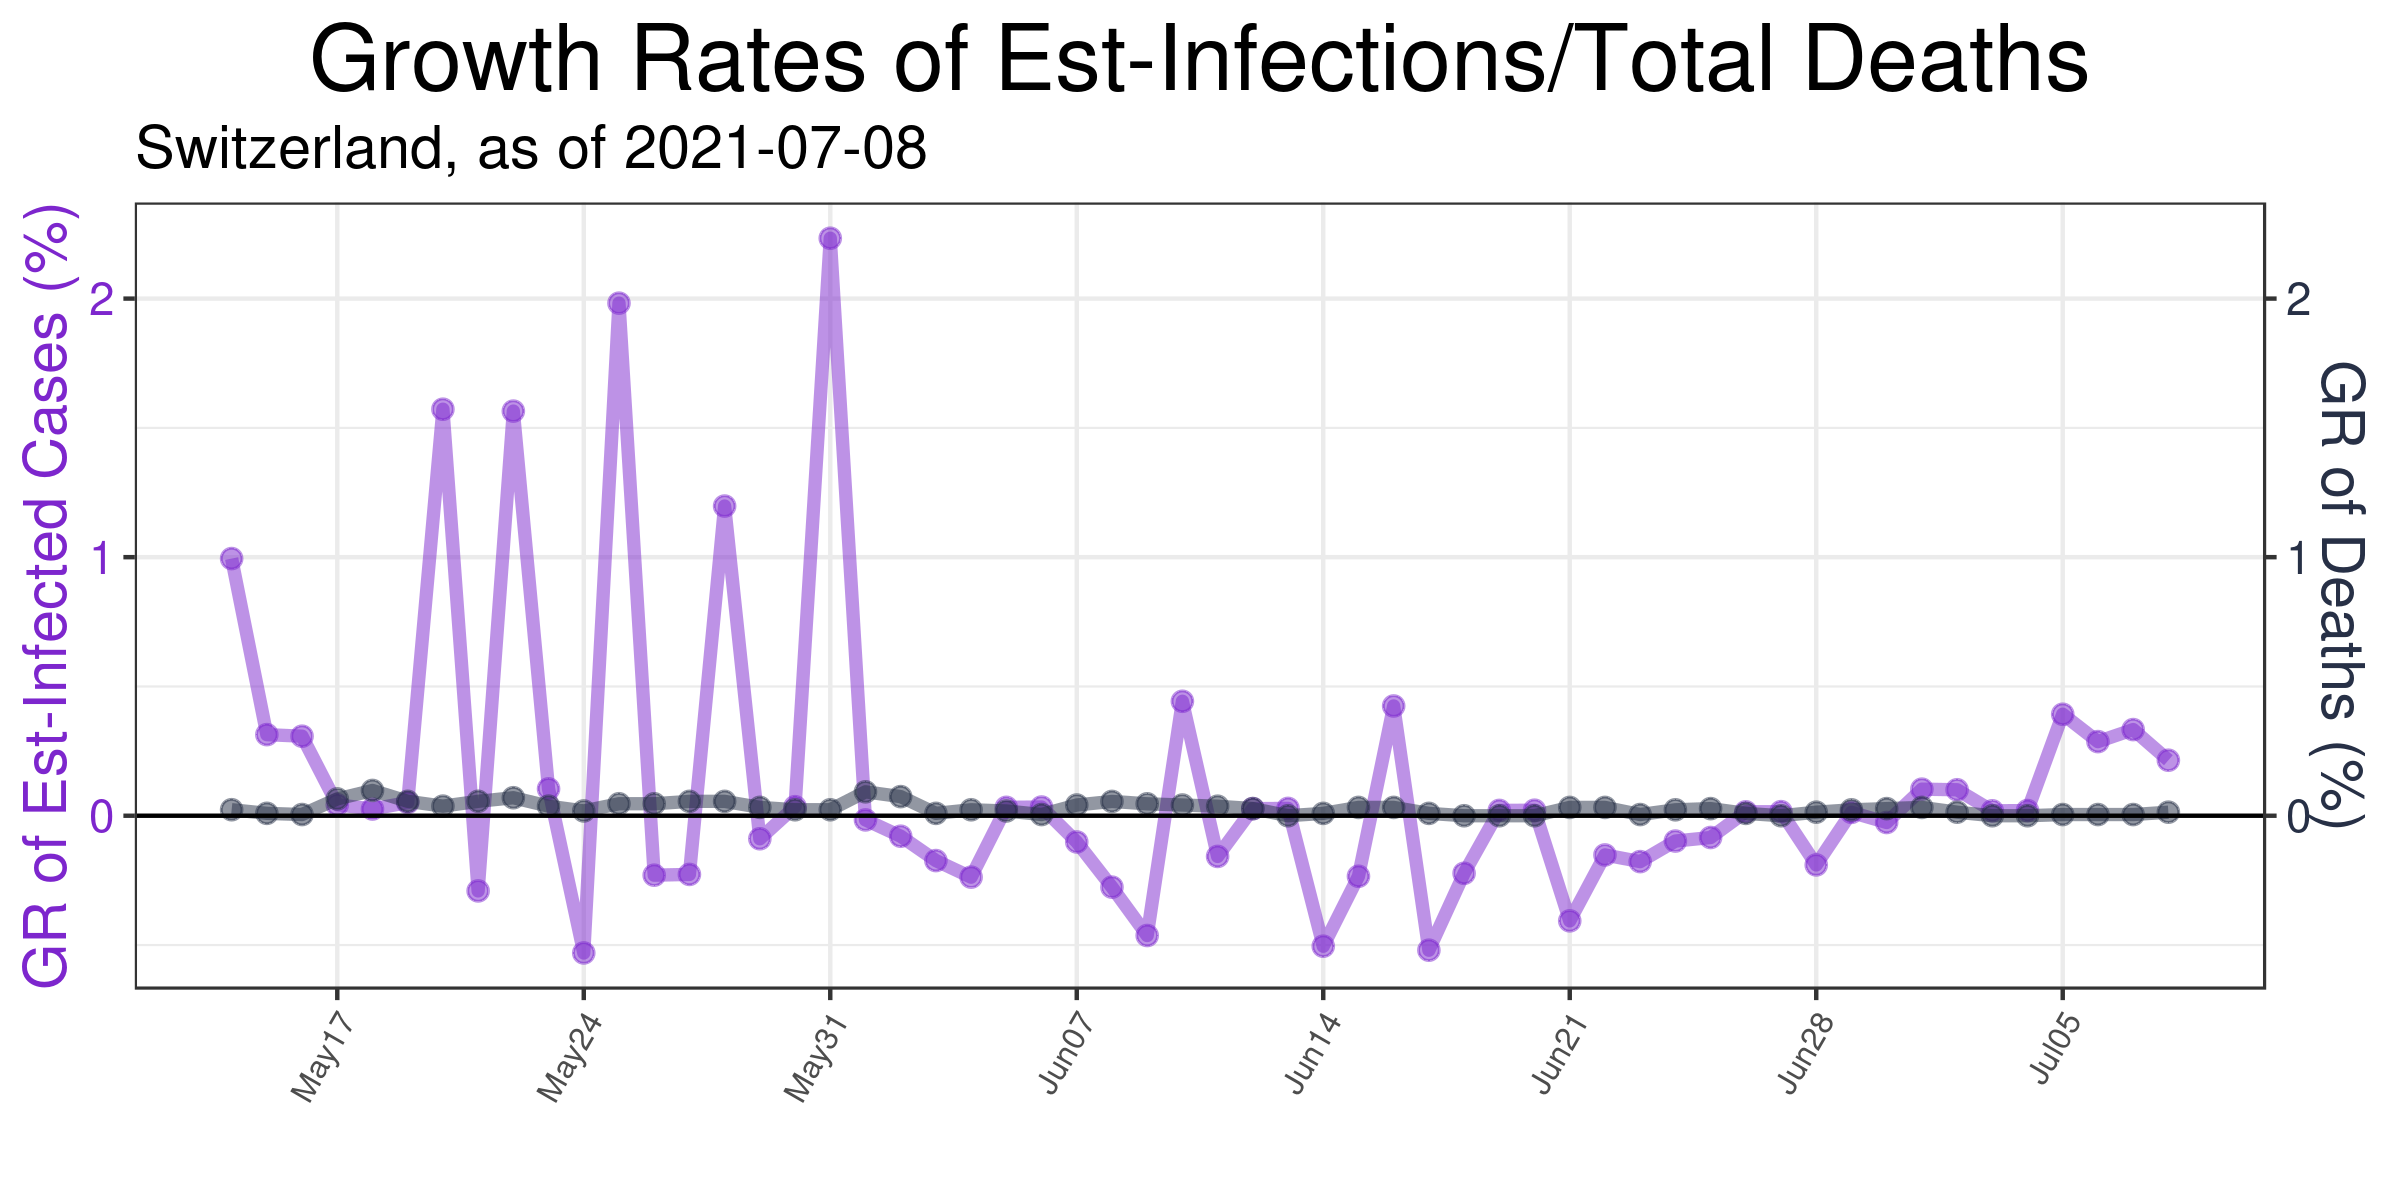 Growth Rates of Est-Infections/Total Deaths
Switzerland, as of 2021-07-08
GR of Est-Infected Cases (%)
2
1
0
2
1
0
GR of Deaths (%)
May17
May24
May31
Jun07
Jun14
Jun21
Jun28
Jul05